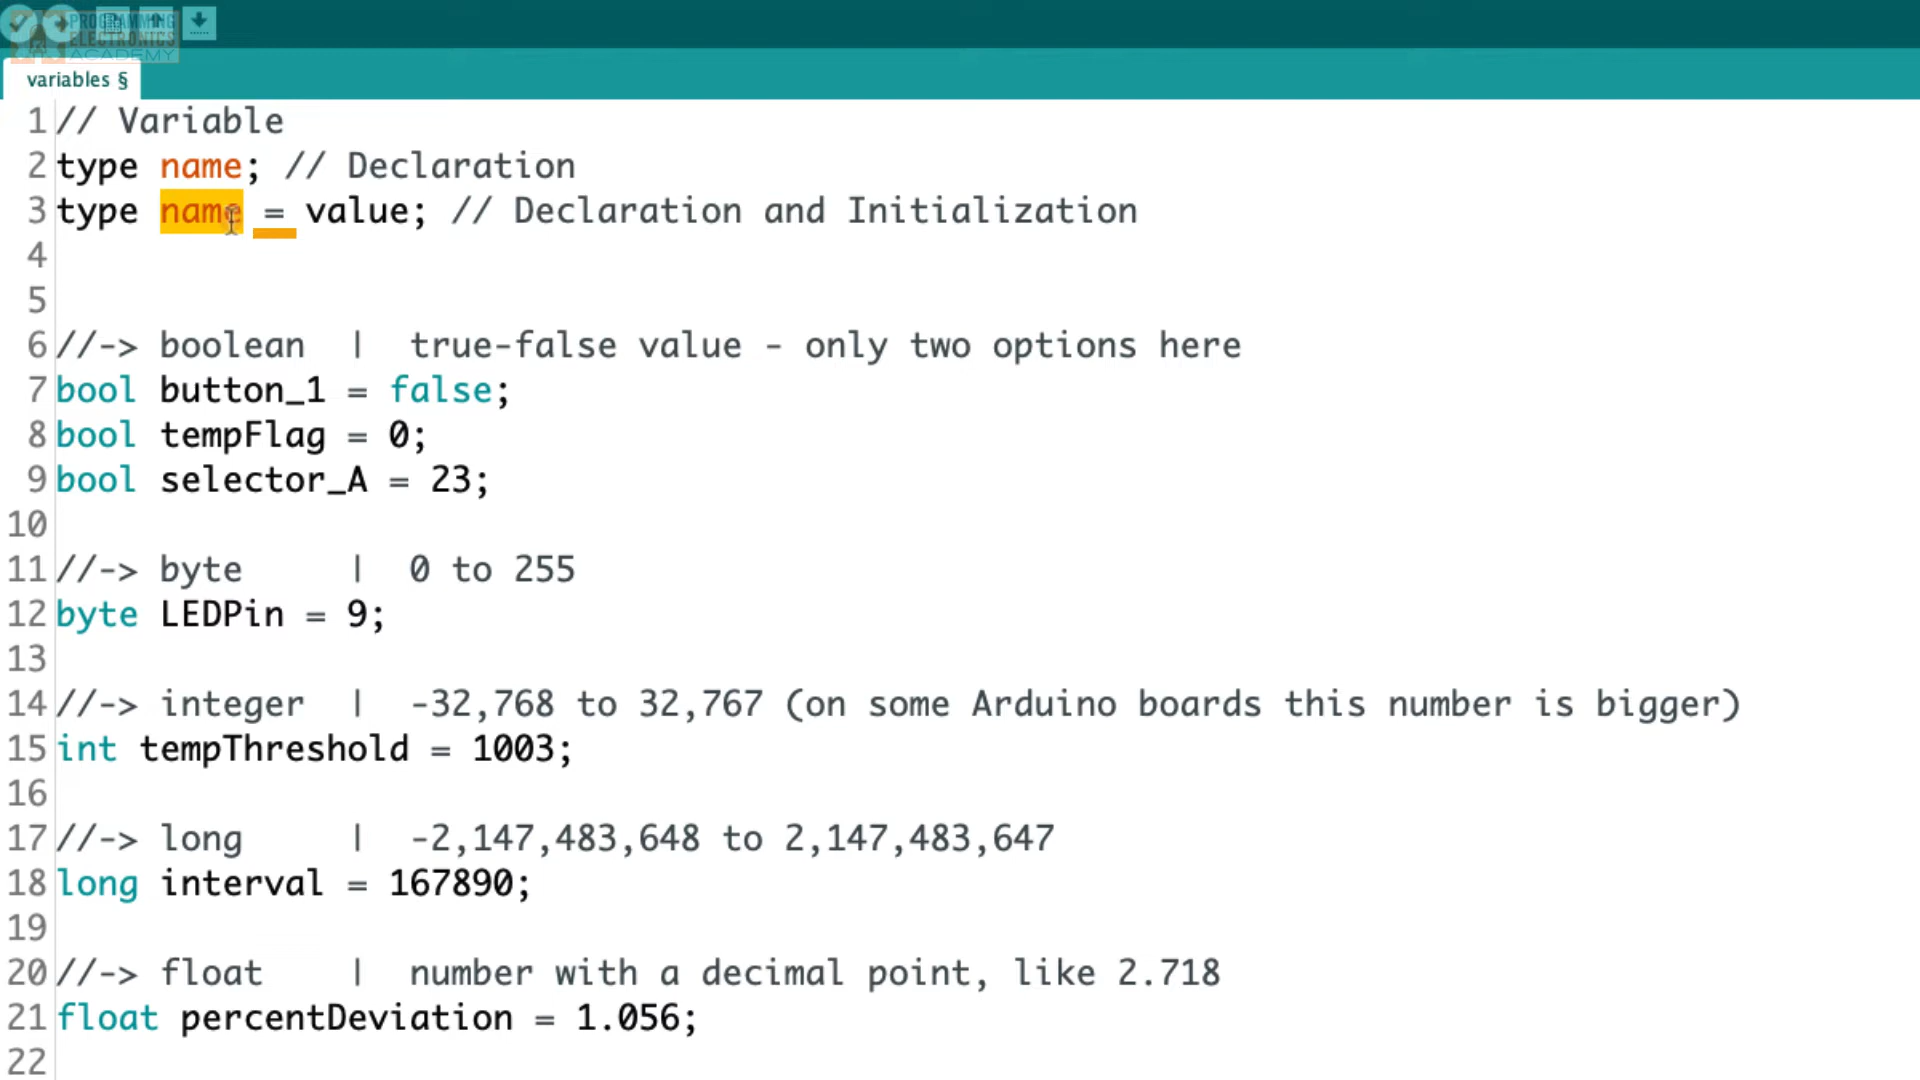 PROGRAMMING
ELECTRONICS
ACADEMY
variables §
1 // Variable
2 type name; // Declaration
3 type name = value; // Declaration and Initialization
4
5
6 //-> boolean | true-false value - only two options here
7 bool button_1 = false;
8 bool tempFlag = 0;
9 bool selector_A = 23;
10
11 //-> byte | 0 to 255
12 byte LEDPin = 9;
13
14 //-> integer | -32,768 to 32,767 (on some Arduino boards this number is bigger)
15 int tempThreshold = 1003;
16
17 //-> long | -2,147,483,648 to 2,147,483,647
18 long interval = 167890;
19
20 //-> float | number with a decimal point, like 2.718
21 float percentDeviation = 1.056;
22